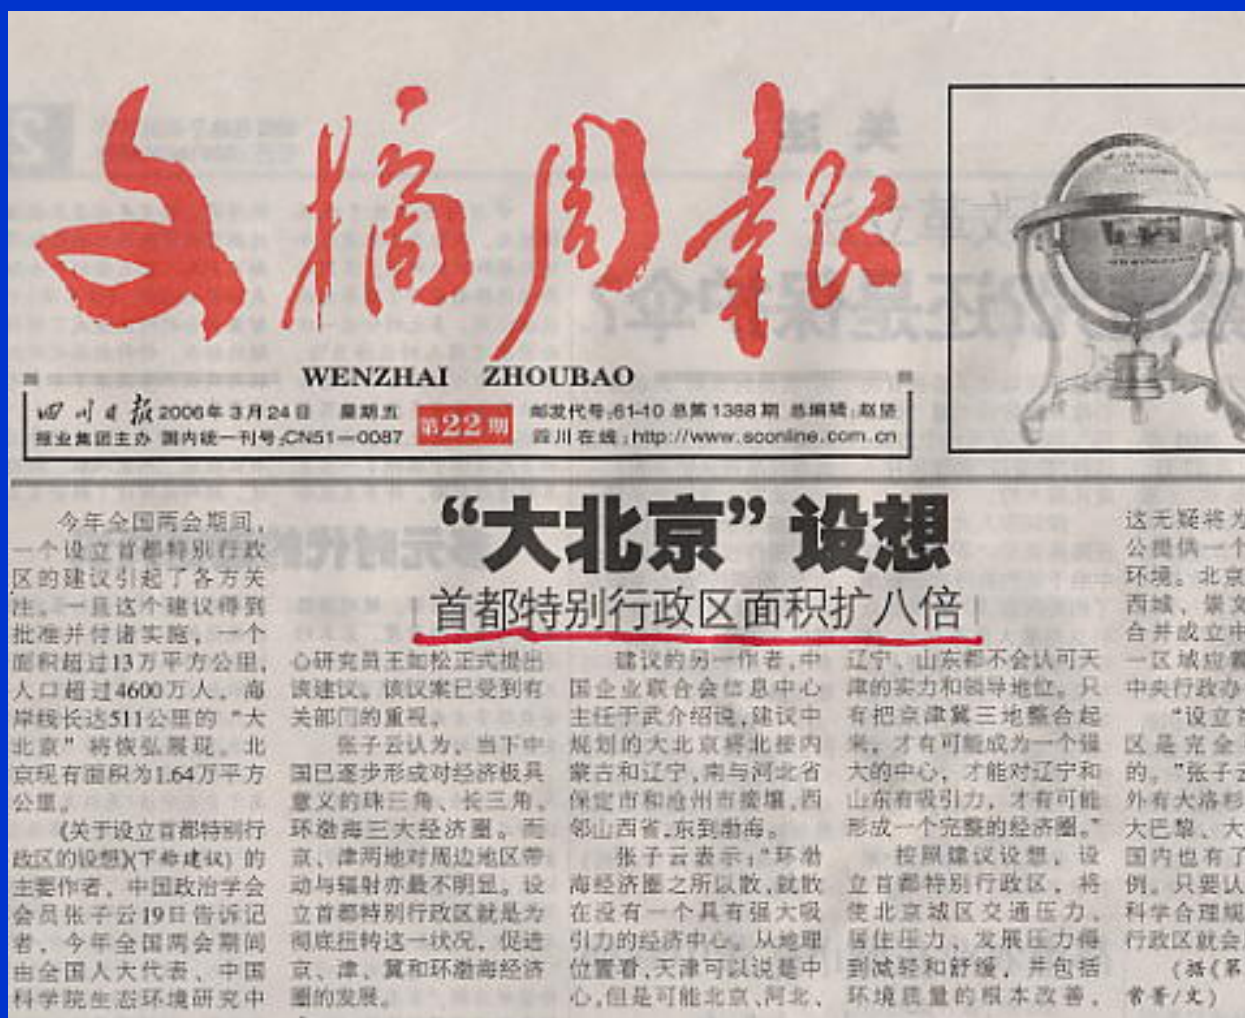 文摘周报
WENZHAI ZHOUBAO
四川日报 2006年3月24日 星期五
报业集团主办 国内统一刊号:CN51—0087
第22期
邮发代号:61-10 总第1388期 总编辑:赵坚
四川在线:http://www.sconline.com.cn
“大北京”设想
首都特别行政区面积扩八倍
今年全国两会期间,
一个设立首都特别行政
区的建议引起了各方关
注。一旦这个建议得到
批准并付诸实施,一个
面积超过13万平方公里,
人口超过4600万人,海
岸线长达511公里的“大
北京”将恢弘展现。北
京现有面积为1.64万平方
公里。
《关于设立首都特别行
政区的设想》(下称建议)的
主要作者、中国政治学会
会员张子云19日告诉记
者,今年全国两会期间
由全国人大代表、中国
科学院生态环境研究中
心研究员王如松正式提出
该建议。该议案已受到有
关部门的重视。
张子云认为,当下中
国已逐步形成对经济极具
意义的珠三角、长三角、
环渤海三大经济圈。而
京、津两地对周边地区带
动与辐射亦最不明显。设
立首都特别行政区就是为
彻底扭转这一状况,促进
京、津、冀和环渤海经济
圈的发展。
建议的另一作者,中
国企业联合会信息中心
主任于武介绍说,建议中
规划的大北京将北接内
蒙古和辽宁,南与河北省
保定市和沧州市接壤,西
邻山西省,东到渤海。
张子云表示:“环渤
海经济圈之所以散,就散
在没有一个具有强大吸
引力的经济中心。从地理
位置看,天津可以说是中
心,但是可能北京、河北、
辽宁、山东都不会认可天
津的实力和领导地位。只
有把京津冀三地整合起
来,才有可能成为一个强
大的中心,才能对辽宁和
山东有吸引力,才有可能
形成一个完整的经济圈。”
按照建议设想,设
立首都特别行政区,将
使北京城区交通压力、
居住压力、发展压力得
到减轻和舒缓,并包括
环境质量的根本改善,
这无疑将为
公提供一个
环境。北京
西城、崇文
合并成立中
一区域应
中央行政办
“设立首
区是完全
的。”张子云
外有大洛杉
大巴黎、大
国内也有了
例。只要认
科学合理规
行政区就会
(据《第
常菁/文)